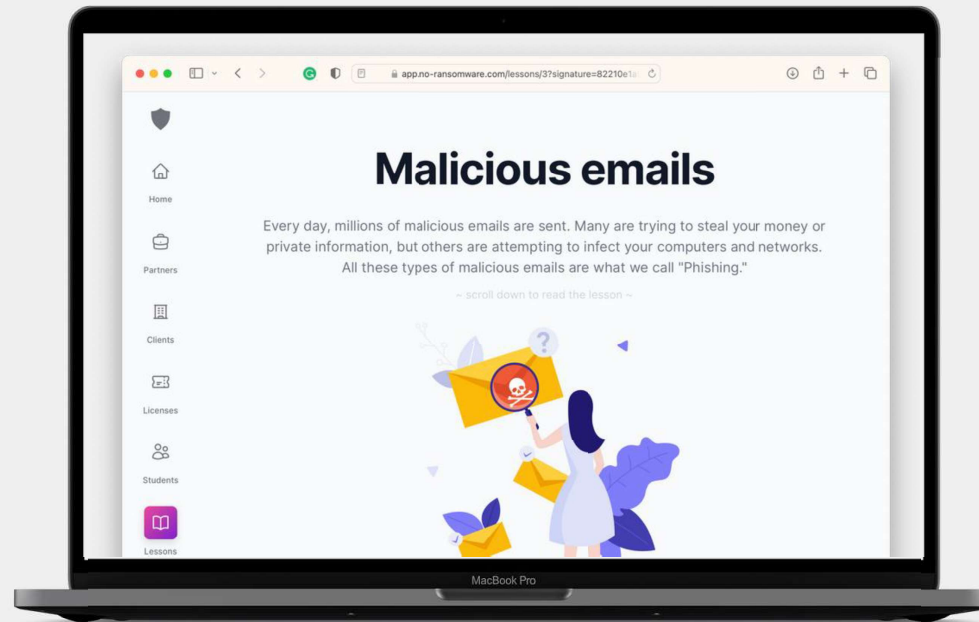 app.no-ransomware.com/lessons/3?signature=82210e1a
Malicious emails
Home
Every day, millions of malicious emails are sent. Many are trying to steal your money or
private information, but others are attempting to infect your computers and networks.
All these types of malicious emails are what we call "Phishing."
Partners
~ scroll down to read the lesson ~
?
Clients
Licenses
Students
Lessons
MacBook Pro